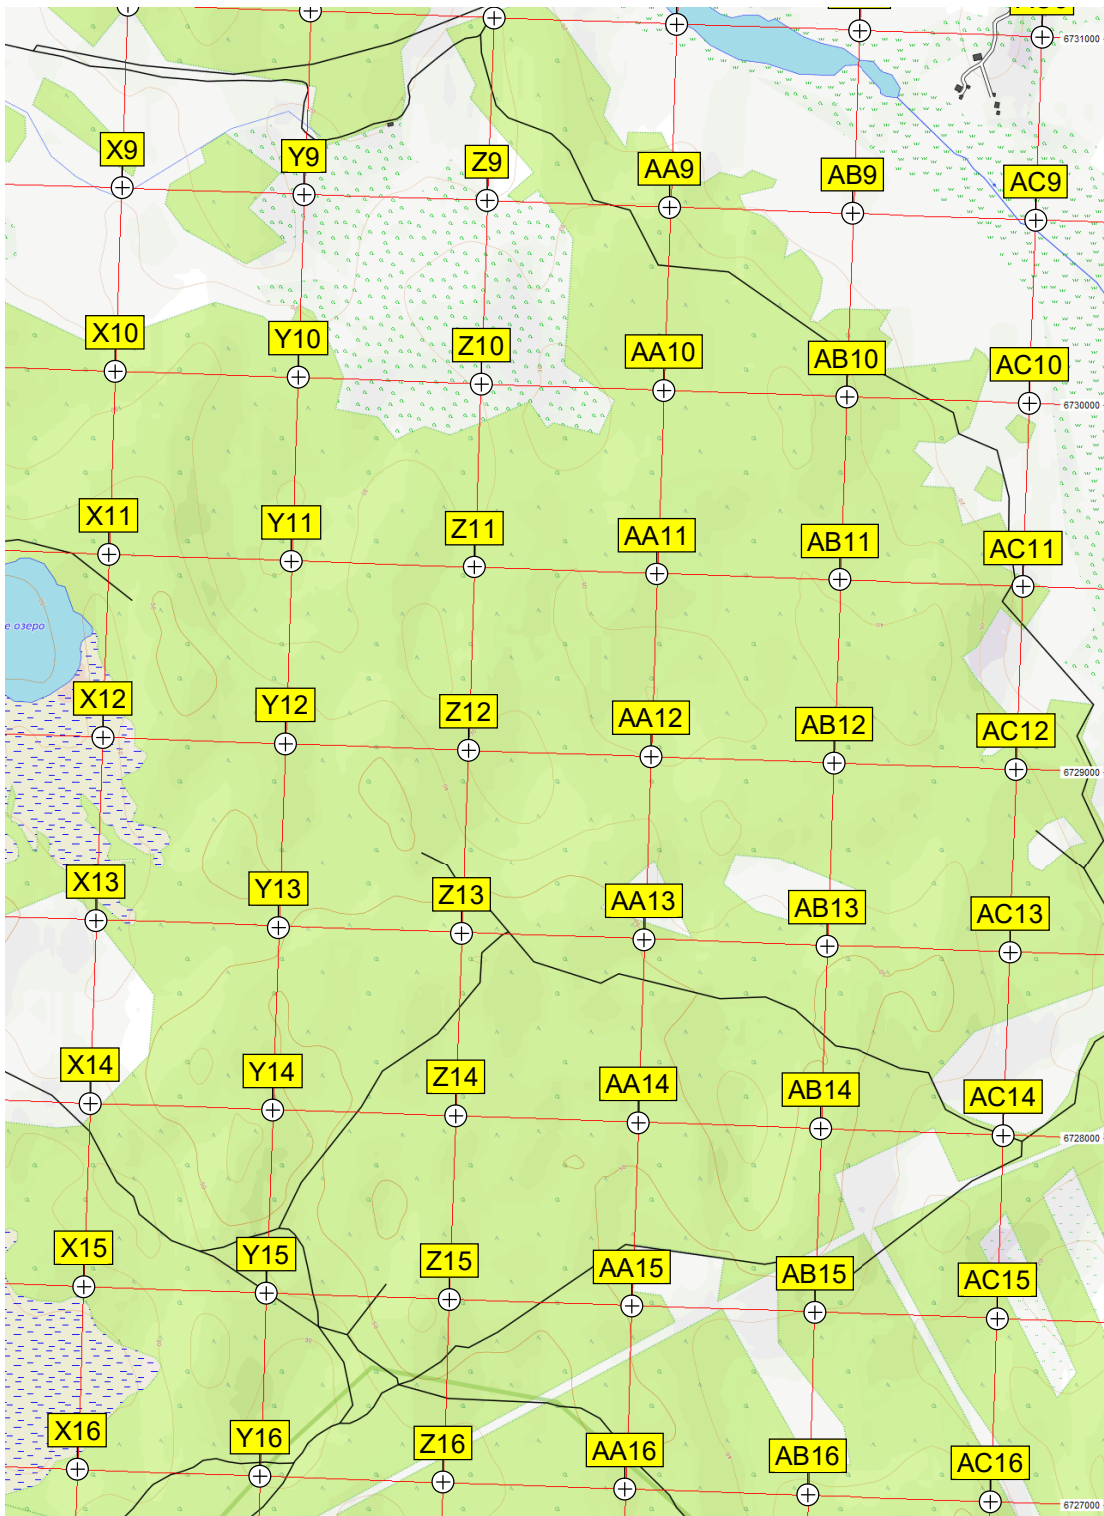 6731000
X9 Y9 Z9 AA9 AB9 AC9
X10 Y10 Z10 AA10 AB10 AC10
6730000
X11 Y11 Z11 AA11 AB11 AC11
е озеро
X12 Y12 Z12 AA12 AB12 AC12
6729000
X13 Y13 Z13 AA13 AB13 AC13
X14 Y14 Z14 AA14 AB14 AC14
6728000
X15 Y15 Z15 AA15 AB15 AC15
X16 Y16 Z16 AA16 AB16 AC16
6727000